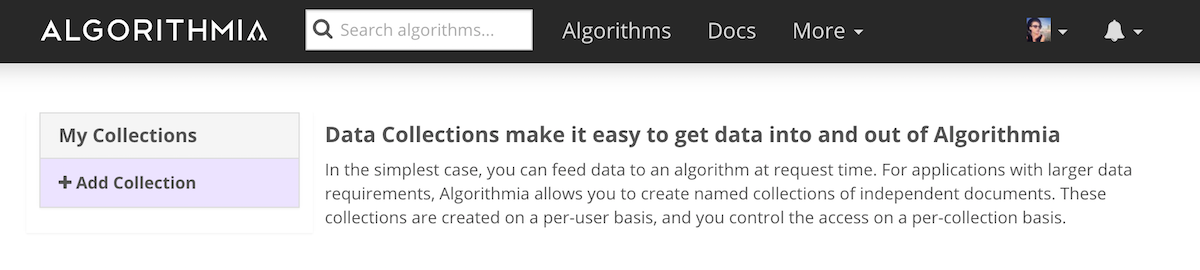 ALGORITHMIA Search algorithms... Algorithms Docs More
My Collections
+ Add Collection
Data Collections make it easy to get data into and out of Algorithmia
In the simplest case, you can feed data to an algorithm at request time. For applications with larger data
requirements, Algorithmia allows you to create named collections of independent documents. These
collections are created on a per-user basis, and you control the access on a per-collection basis.